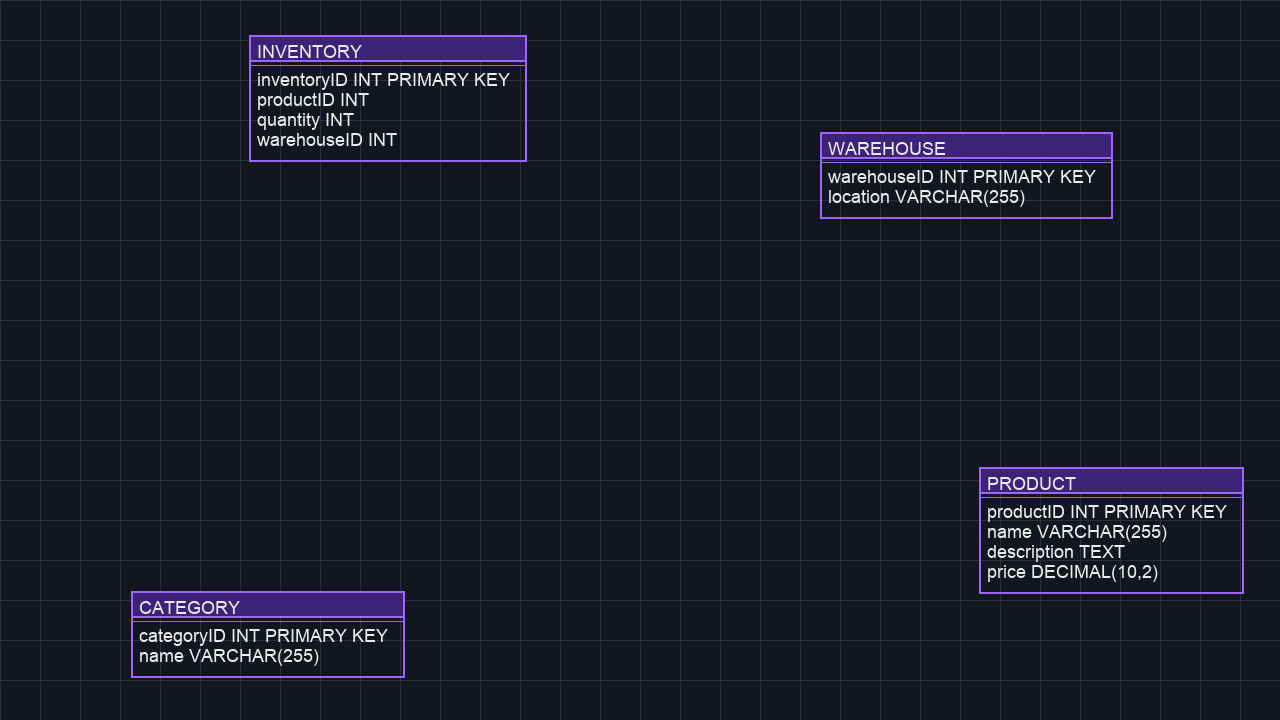 INVENTORY
inventoryID INT PRIMARY KEY
productID INT
quantity INT
warehouseID INT
WAREHOUSE
warehouseID INT PRIMARY KEY
location VARCHAR(255)
PRODUCT
productID INT PRIMARY KEY
name VARCHAR(255)
description TEXT
price DECIMAL(10,2)
CATEGORY
categoryID INT PRIMARY KEY
name VARCHAR(255)